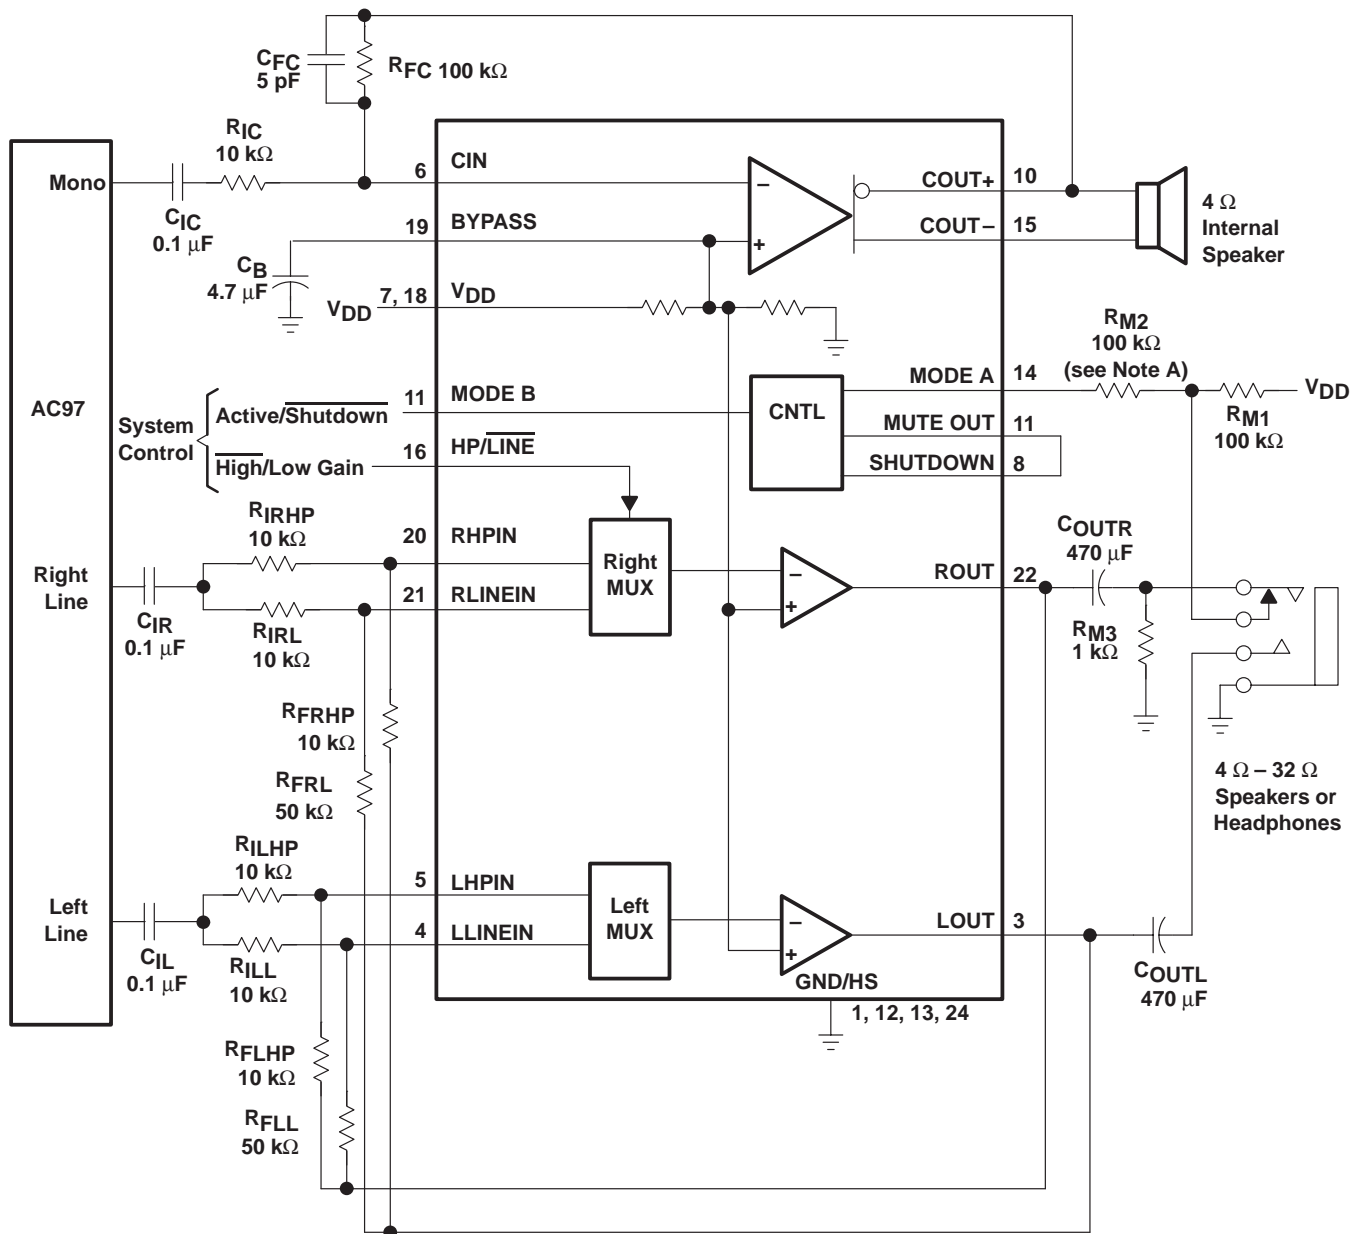 CFC
5 pF
RFC 100 kΩ
RIC
10 kΩ
Mono
CIC
0.1 μF
6
CIN
–
+
COUT+
10
COUT–
15
4 Ω
Internal
Speaker
19
BYPASS
CB
4.7 μF
VDD
7, 18
VDD
RM2
100 kΩ
(see Note A)
MODE A
14
VDD
RM1
100 kΩ
AC97
System
Control
Active/Shutdown
11
MODE B
CNTL
MUTE OUT
11
SHUTDOWN
8
High/Low Gain
16
HP/LINE
RIRHP
10 kΩ
20
RHPIN
Right
MUX
COUTR
470 μF
Right
Line
CIR
0.1 μF
RIRL
10 kΩ
21
RLINEIN
–
+
ROUT
22
RM3
1 kΩ
RFRHP
10 kΩ
RFRL
50 kΩ
4 Ω – 32 Ω
Speakers or
Headphones
RILHP
10 kΩ
5
LHPIN
Left
MUX
Left
Line
CIL
0.1 μF
RILL
10 kΩ
4
LLINEIN
–
+
LOUT
3
COUTL
470 μF
GND/HS
1, 12, 13, 24
RFLHP
10 kΩ
RFLL
50 kΩ